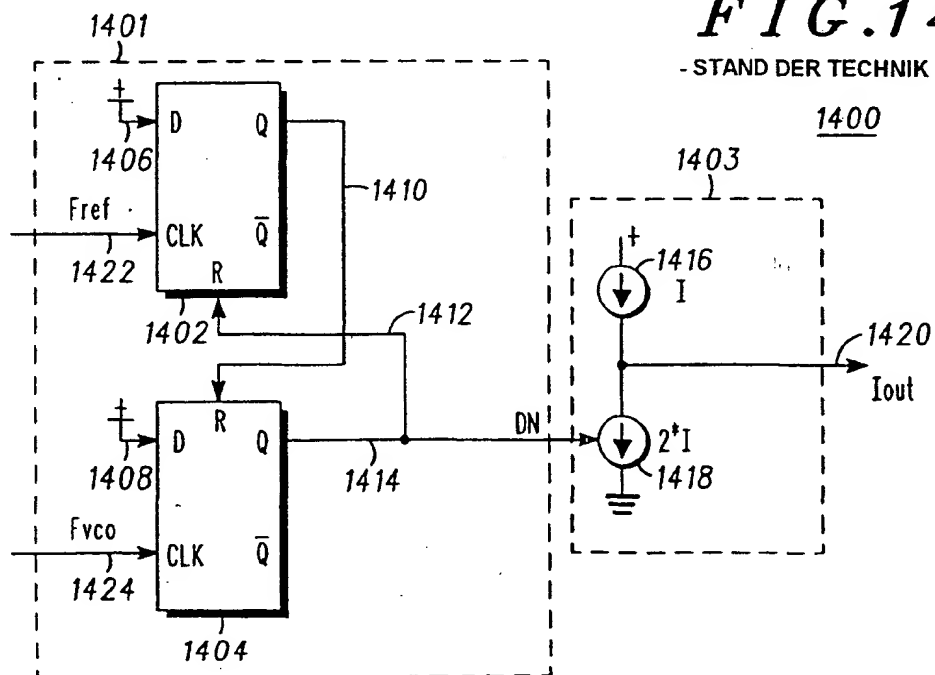 FIG.14
- STAND DER TECHNIK
1400
1401
+
D Q
1406
1410
Fref
CLK Q̅
1422
R
1402
1412
1403
+
1416
I
1420
Iout
+
R
D Q
DN
2*I
1408
1414
1418
Fvco
CLK Q̅
1424
1404